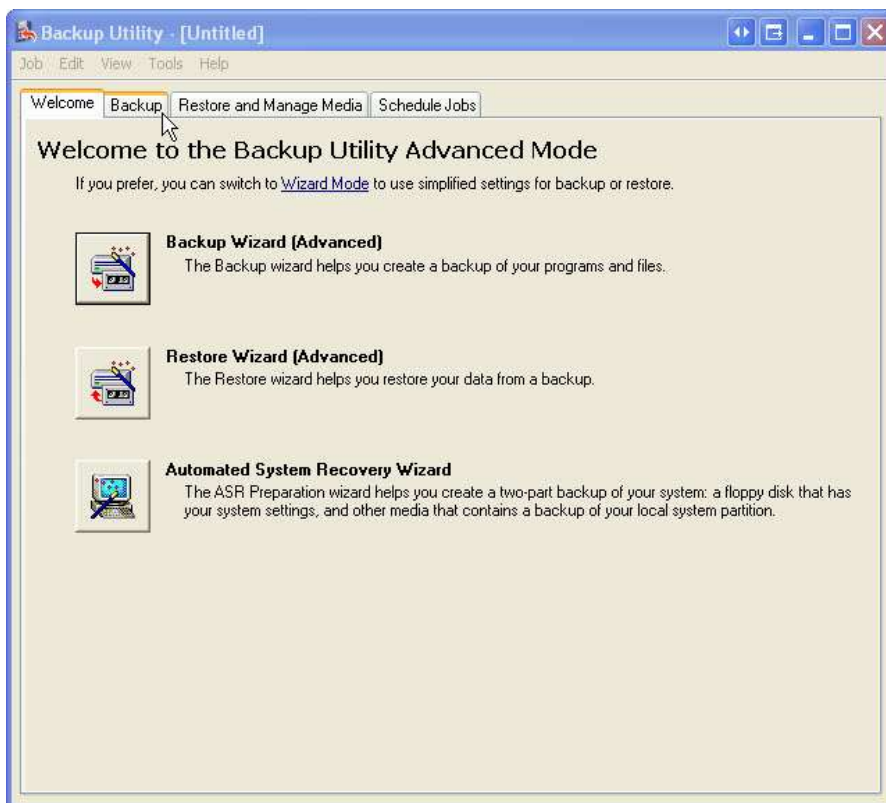 Backup Utility - [Untitled]
Job Edit View Tools Help
Welcome Backup Restore and Manage Media Schedule Jobs
Welcome to the Backup Utility Advanced Mode
If you prefer, you can switch to Wizard Mode to use simplified settings for backup or restore.
Backup Wizard (Advanced)
The Backup wizard helps you create a backup of your programs and files.
Restore Wizard (Advanced)
The Restore wizard helps you restore your data from a backup.
Automated System Recovery Wizard
The ASR Preparation wizard helps you create a two-part backup of your system: a floppy disk that has
your system settings, and other media that contains a backup of your local system partition.